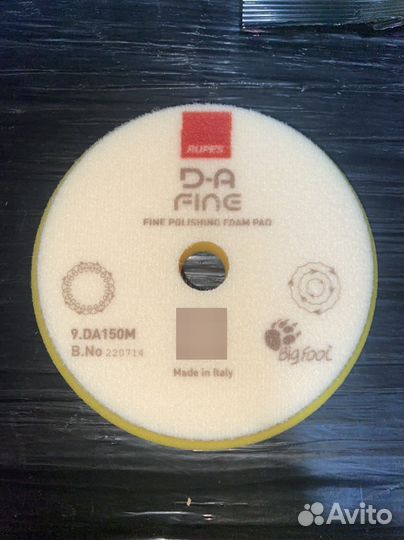 RUPES
D-A
FINE
FINE POLISHING FOAM PAD
9.DA150M
B.No 220714
BigFoot
Made in Italy
Avito